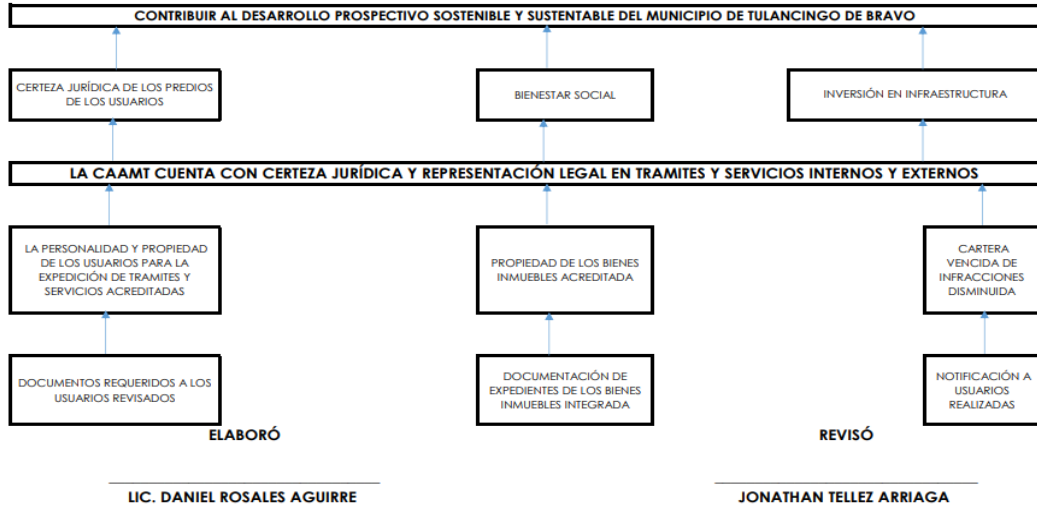 CONTRIBUIR AL DESARROLLO PROSPECTIVO SOSTENIBLE Y SUSTENTABLE DEL MUNICIPIO DE TULANCINGO DE BRAVO
CERTEZA JURÍDICA DE LOS PREDIOS
DE LOS USUARIOS
BIENESTAR SOCIAL
INVERSIÓN EN INFRAESTRUCTURA
LA CAAMT CUENTA CON CERTEZA JURÍDICA Y REPRESENTACIÓN LEGAL EN TRAMITES Y SERVICIOS INTERNOS Y EXTERNOS
LA PERSONALIDAD Y PROPIEDAD
DE LOS USUARIOS PARA LA
EXPEDICIÓN DE TRAMITES Y
SERVICIOS ACREDITADAS
PROPIEDAD DE LOS BIENES
INMUEBLES ACREDITADA
CARTERA
VENCIDA DE
INFRACCIONES
DISMINUIDA
DOCUMENTOS REQUERIDOS A LOS
USUARIOS REVISADOS
DOCUMENTACIÓN DE
EXPEDIENTES DE LOS BIENES
INMUEBLES INTEGRADA
NOTIFICACIÓN A
USUARIOS
REALIZADAS
ELABORÓ
REVISÓ
LIC. DANIEL ROSALES AGUIRRE
JONATHAN TELLEZ ARRIAGA